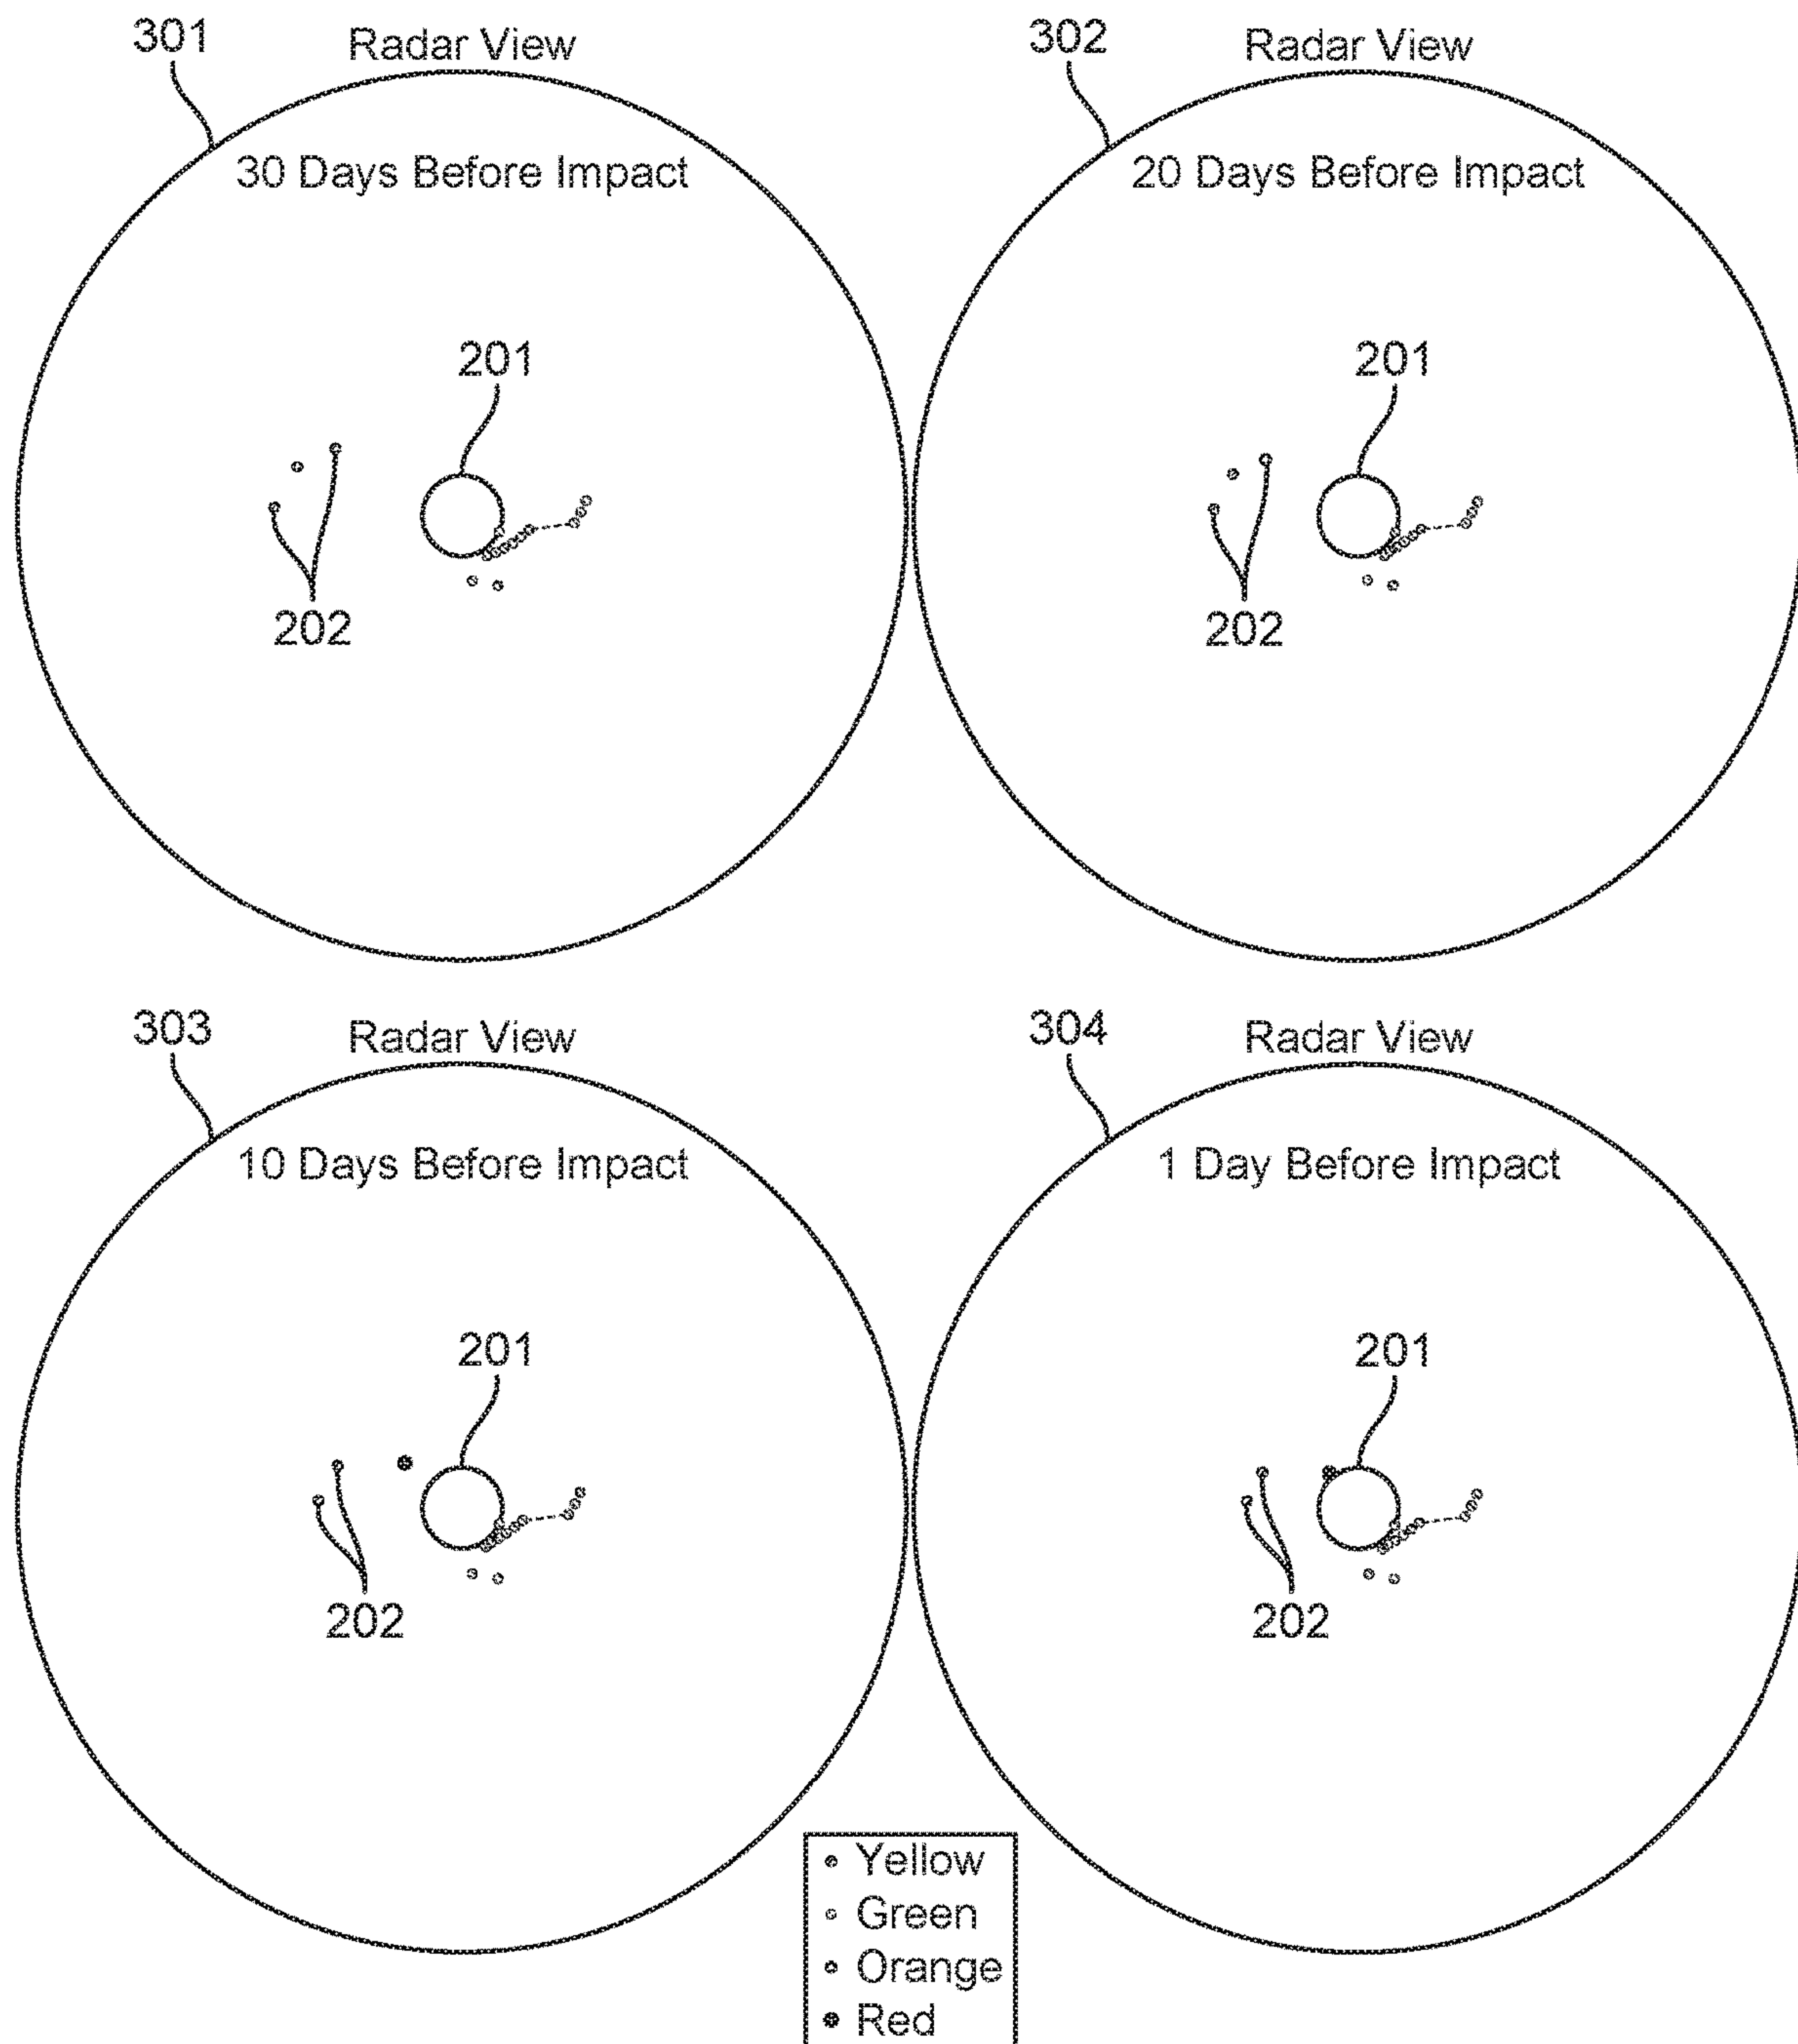 301 Radar View
302 Radar View
30 Days Before Impact
20 Days Before Impact
201
201
202
202
303 Radar View
304 Radar View
10 Days Before Impact
1 Day Before Impact
201
201
202
202
Yellow
Green
Orange
Red